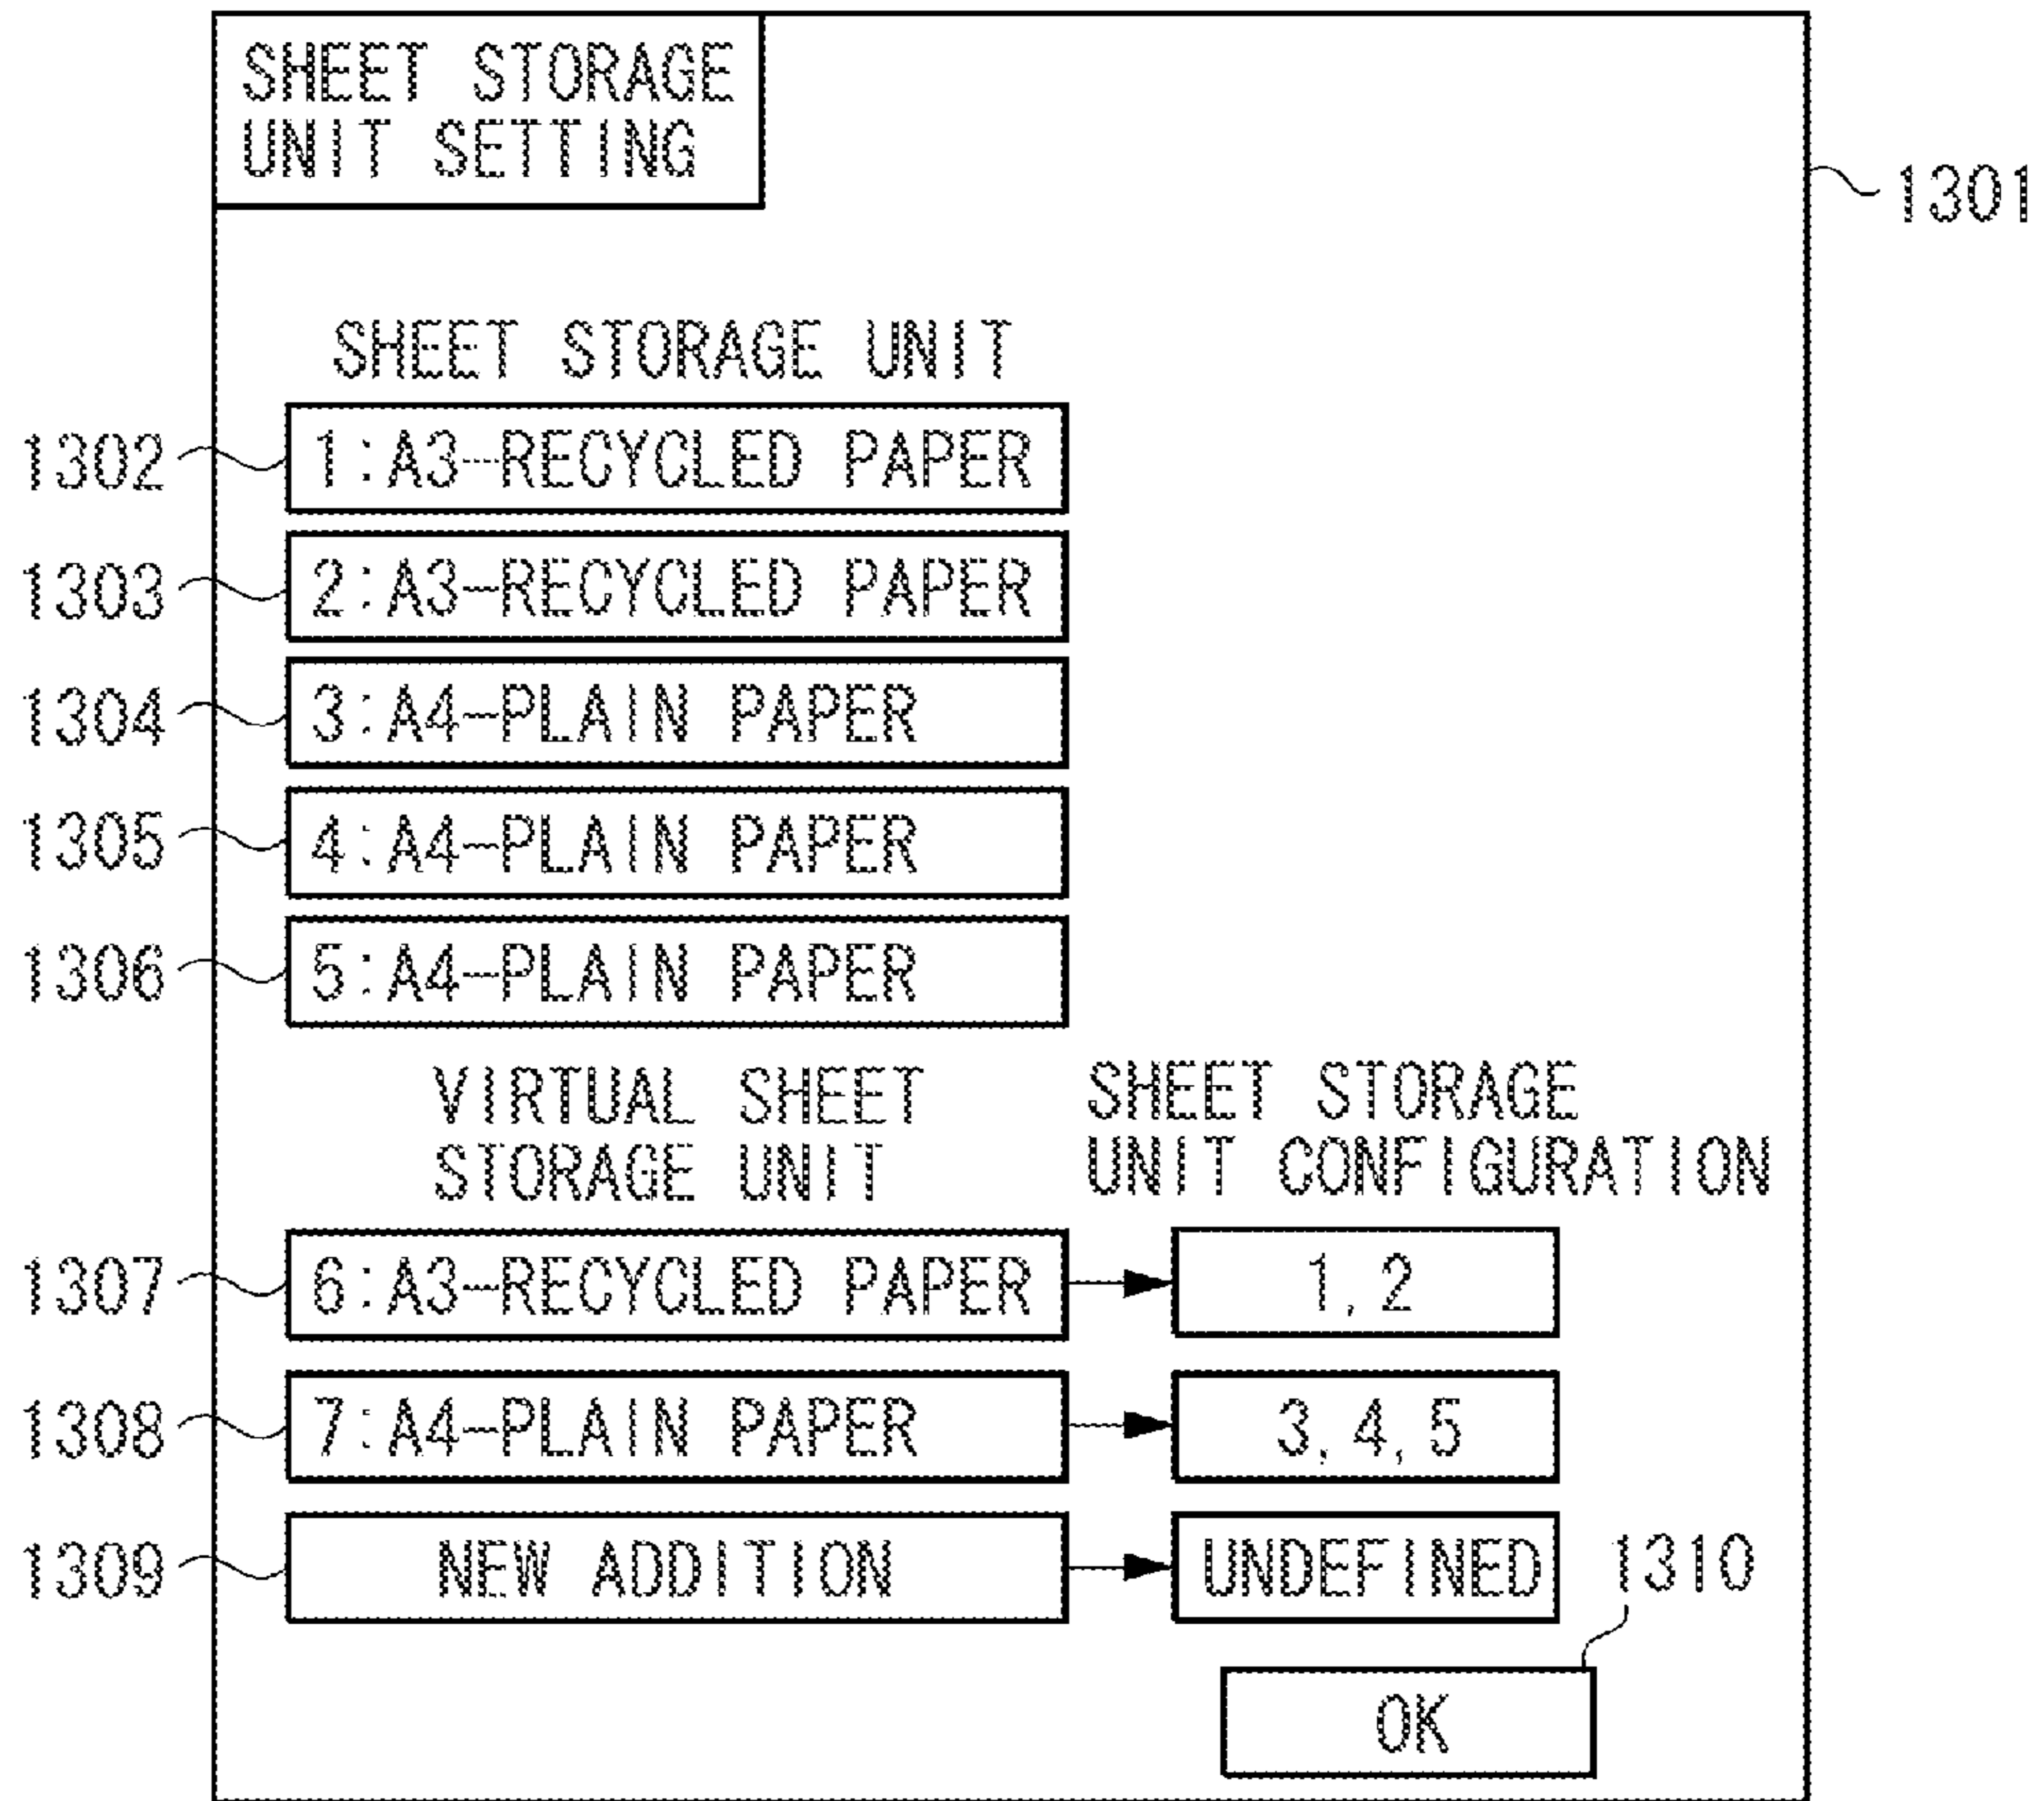 SHEET STORAGE
UNIT SETTING
1301
SHEET STORAGE UNIT
1302 1:A3-RECYCLED PAPER
1303 2:A3-RECYCLED PAPER
1304 3:A4-PLAIN PAPER
1305 4:A4-PLAIN PAPER
1306 5:A4-PLAIN PAPER
VIRTUAL SHEET
STORAGE UNIT
SHEET STORAGE
UNIT CONFIGURATION
1307 6:A3-RECYCLED PAPER 1,2
1308 7:A4-PLAIN PAPER 3,4,5
1309 NEW ADDITION UNDEFINED
1310
OK